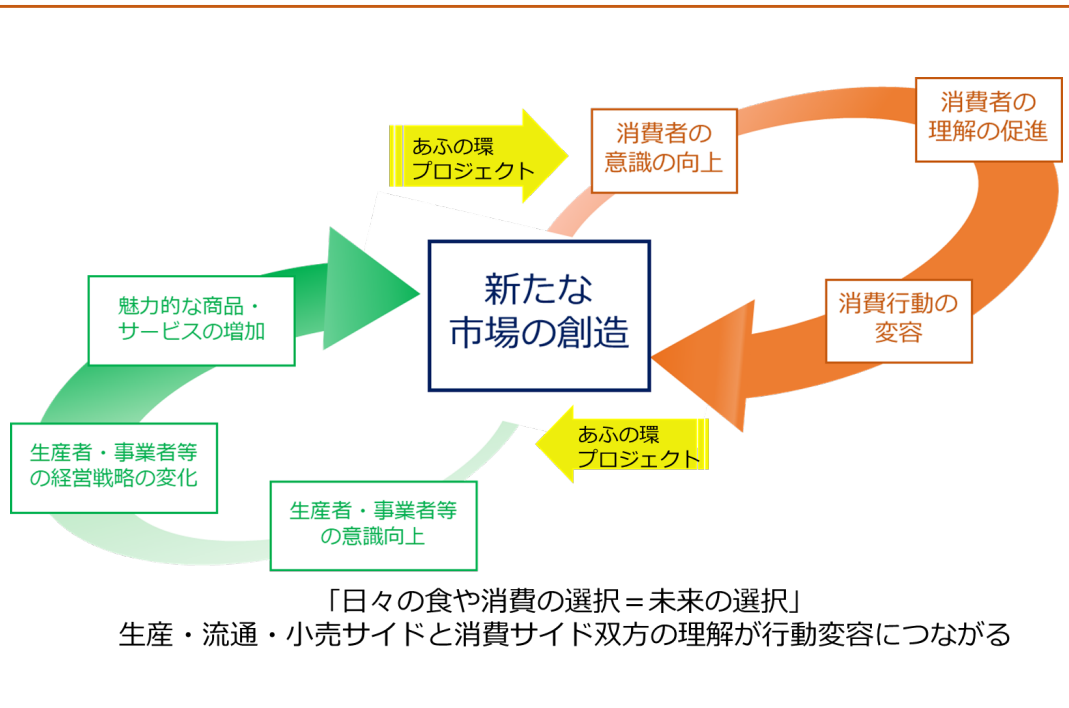 あふの環
プロジェクト
消費者の
意識の向上
消費者の
理解の促進
消費行動の
変容
新たな
市場の創造
魅力的な商品・
サービスの増加
生産者・事業者等
の経営戦略の変化
生産者・事業者等
の意識向上
あふの環
プロジェクト
「日々の食や消費の選択＝未来の選択」
生産・流通・小売サイドと消費サイド双方の理解が行動変容につながる